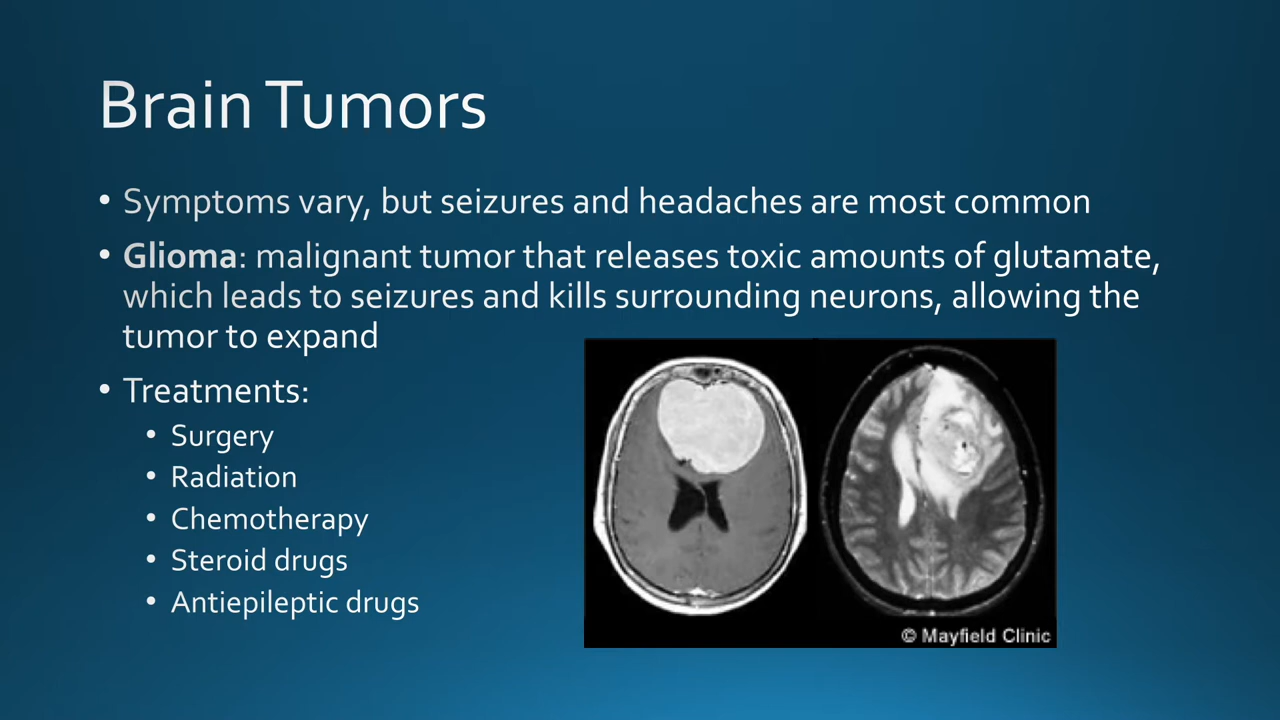 Brain Tumors
• Symptoms vary, but seizures and headaches are most common
• Glioma: malignant tumor that releases toxic amounts of glutamate,
which leads to seizures and kills surrounding neurons, allowing the
tumor to expand
• Treatments:
• Surgery
• Radiation
• Chemotherapy
• Steroid drugs
• Antiepileptic drugs
© Mayfield Clinic